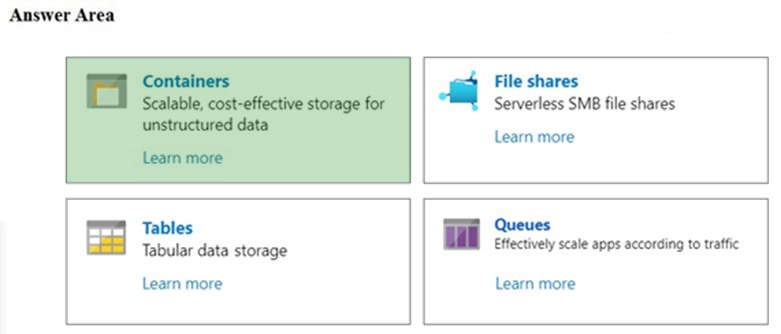 Answer Area
Containers
Scalable, cost-effective storage for
unstructured data
Learn more
File shares
Serverless SMB file shares
Learn more
Tables
Tabular data storage
Learn more
Queues
Effectively scale apps according to traffic
Learn more